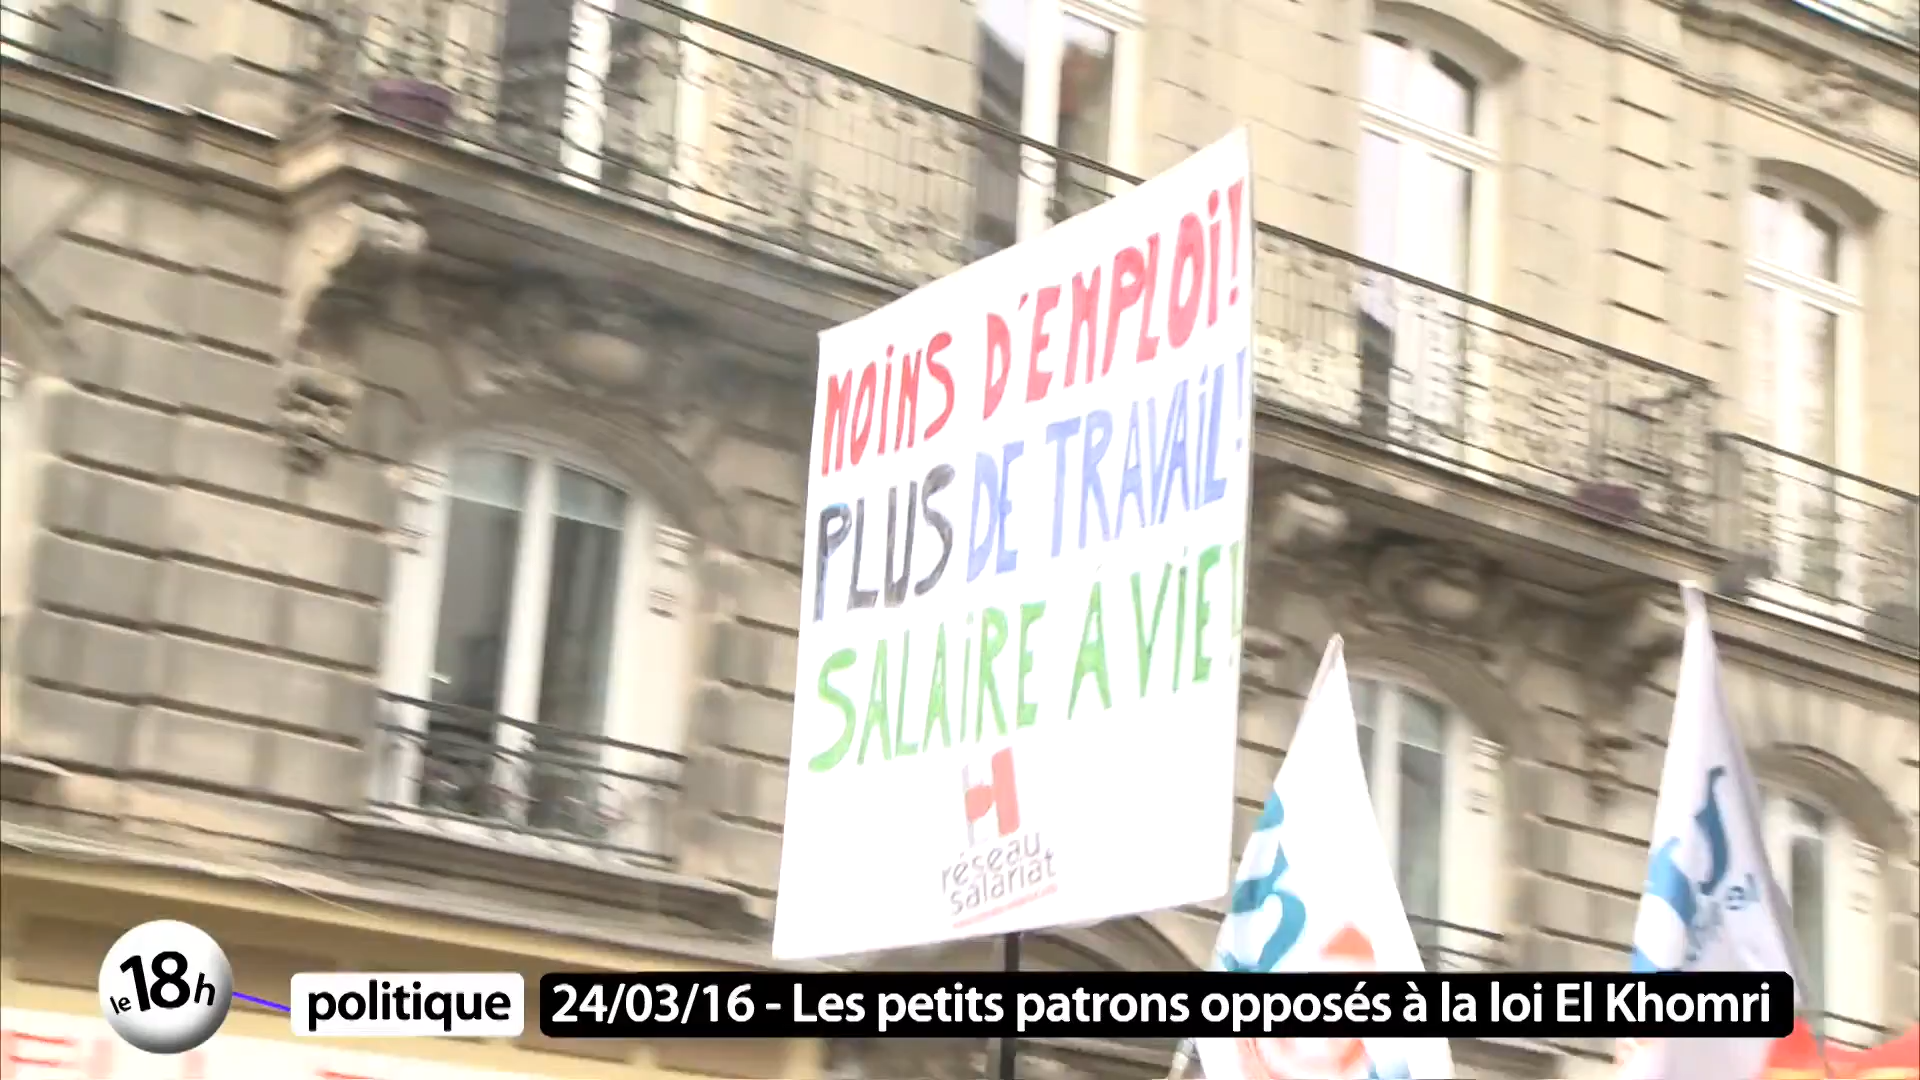 MOiNS D'EMPLOi!
PLUS DE TRAVAiL!
SALAiRE À ViE!
réseau
salariat
le 18h
politique
24/03/16 - Les petits patrons opposés à la loi El Khomri